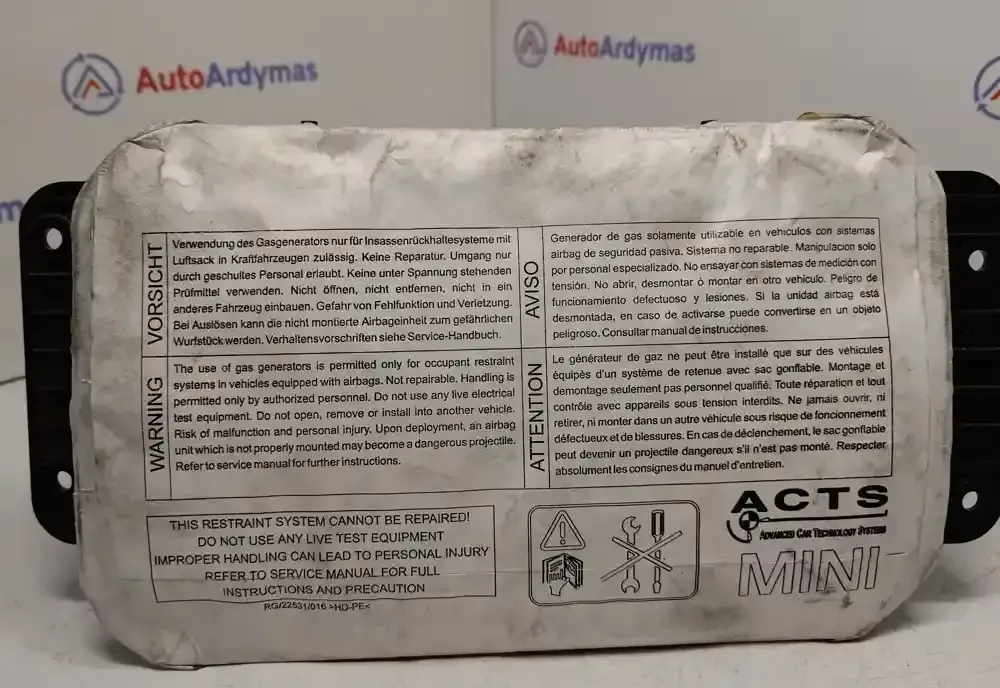 AutoArdymas
AutoArdymas
m
VORSICHT
Verwendung des Gasgenerators nur für Insassenrückhaltesysteme mit
Luftsack in Kraftfahrzeugen zulässig. Keine Reparatur. Umgang nur
durch geschultes Personal erlaubt. Keine unter Spannung stehenden
Prüfmittel verwenden. Nicht öffnen, nicht entfernen, nicht in ein
anderes Fahrzeug einbauen. Gefahr von Fehlfunktion und Verletzung.
Bei Auslösen kann die nicht montierte Airbageinheit zum gefährlichen
Wurfstück werden. Verhaltensvorschriften siehe Service-Handbuch.
AVISO
Generador de gas solamente utilizable en vehículos con sistemas
airbag de seguridad pasiva. Sistema no reparable. Manipulacion solo
por personal especializado. No ensayar con sistemas de medición con
tensión. No abrir, desmontar ò montar en otro vehículo. Peligro de
funcionamiento defectuoso y lesiones. Si la unidad airbag está
desmontada, en caso de activarse puede convertirse en un objeto
peligroso. Consultar manual de instrucciones.
WARNING
The use of gas generators is permitted only for occupant restraint
systems in vehicles equipped with airbags. Not repairable. Handling is
permitted only by authorized personnel. Do not use any live electrical
test equipment. Do not open, remove or install into another vehicle.
Risk of malfunction and personal injury. Upon deployment, an airbag
unit which is not properly mounted may become a dangerous projectile.
Refer to service manual for further instructions.
ATTENTION
Le générateur de gaz ne peut être installé que sur des véhicules
équipés d'un système de retenue avec sac gonflable. Montage et
demontage seulement pas personnel qualifié. Toute réparation et tout
contrôle avec appareils sous tension interdits. Ne jamais ouvrir, ni
retirer, ni monter dans un autre véhicule sous risque de fonctionnement
défectueux et de blessures. En cas de déclenchement, le sac gonflable
peut devenir un projectile dangereux s'il n'est pas monté. Respecter
absolument les consignes du manuel d'entretien.
THIS RESTRAINT SYSTEM CANNOT BE REPAIRED!
DO NOT USE ANY LIVE TEST EQUIPMENT
IMPROPER HANDLING CAN LEAD TO PERSONAL INJURY
REFER TO SERVICE MANUAL FOR FULL
INSTRUCTIONS AND PRECAUTION
RG/22531/016 >HD-PE<
ACTS
ADVANCED CAR TECHNOLOGY SYSTEMS
MINI